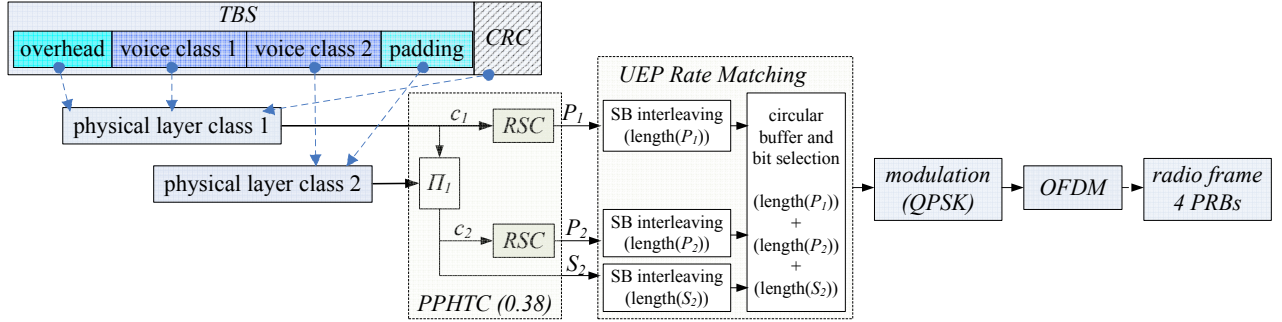 TBS
overhead voice class 1 voice class 2 padding
CRC
physical layer class 1
physical layer class 2
c1
RSC
P1
Π1
c2
RSC
P2
S2
PPHTC (0.38)
UEP Rate Matching
SB interleaving
(length(P1))
SB interleaving
(length(P2))
SB interleaving
(length(S2))
circular
buffer and
bit selection
(length(P1))
+
(length(P2))
+
(length(S2))
modulation
(QPSK)
OFDM
radio frame
4 PRBs